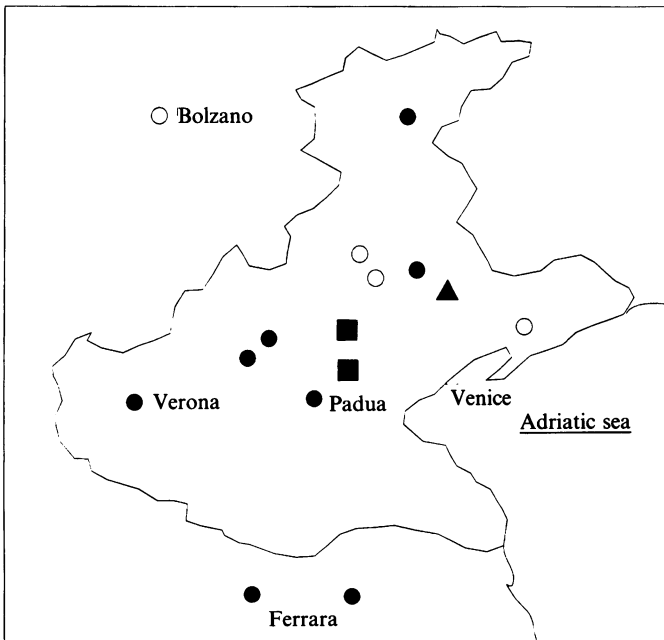 Bolzano
Verona
Padua
Venice
Adriatic sea
Ferrara